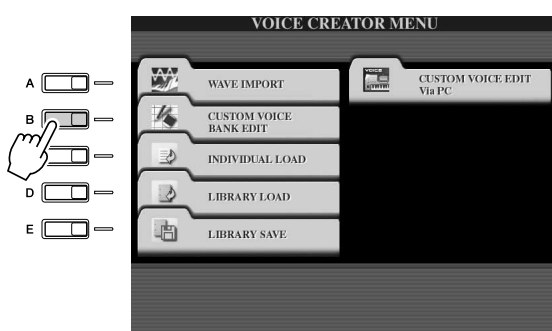 VOICE CREATOR MENU
A
WAVE IMPORT
VOICE
CUSTOM VOICE EDIT
Via PC
B
CUSTOM VOICE
BANK EDIT
INDIVIDUAL LOAD
D
LIBRARY LOAD
E
LIBRARY SAVE